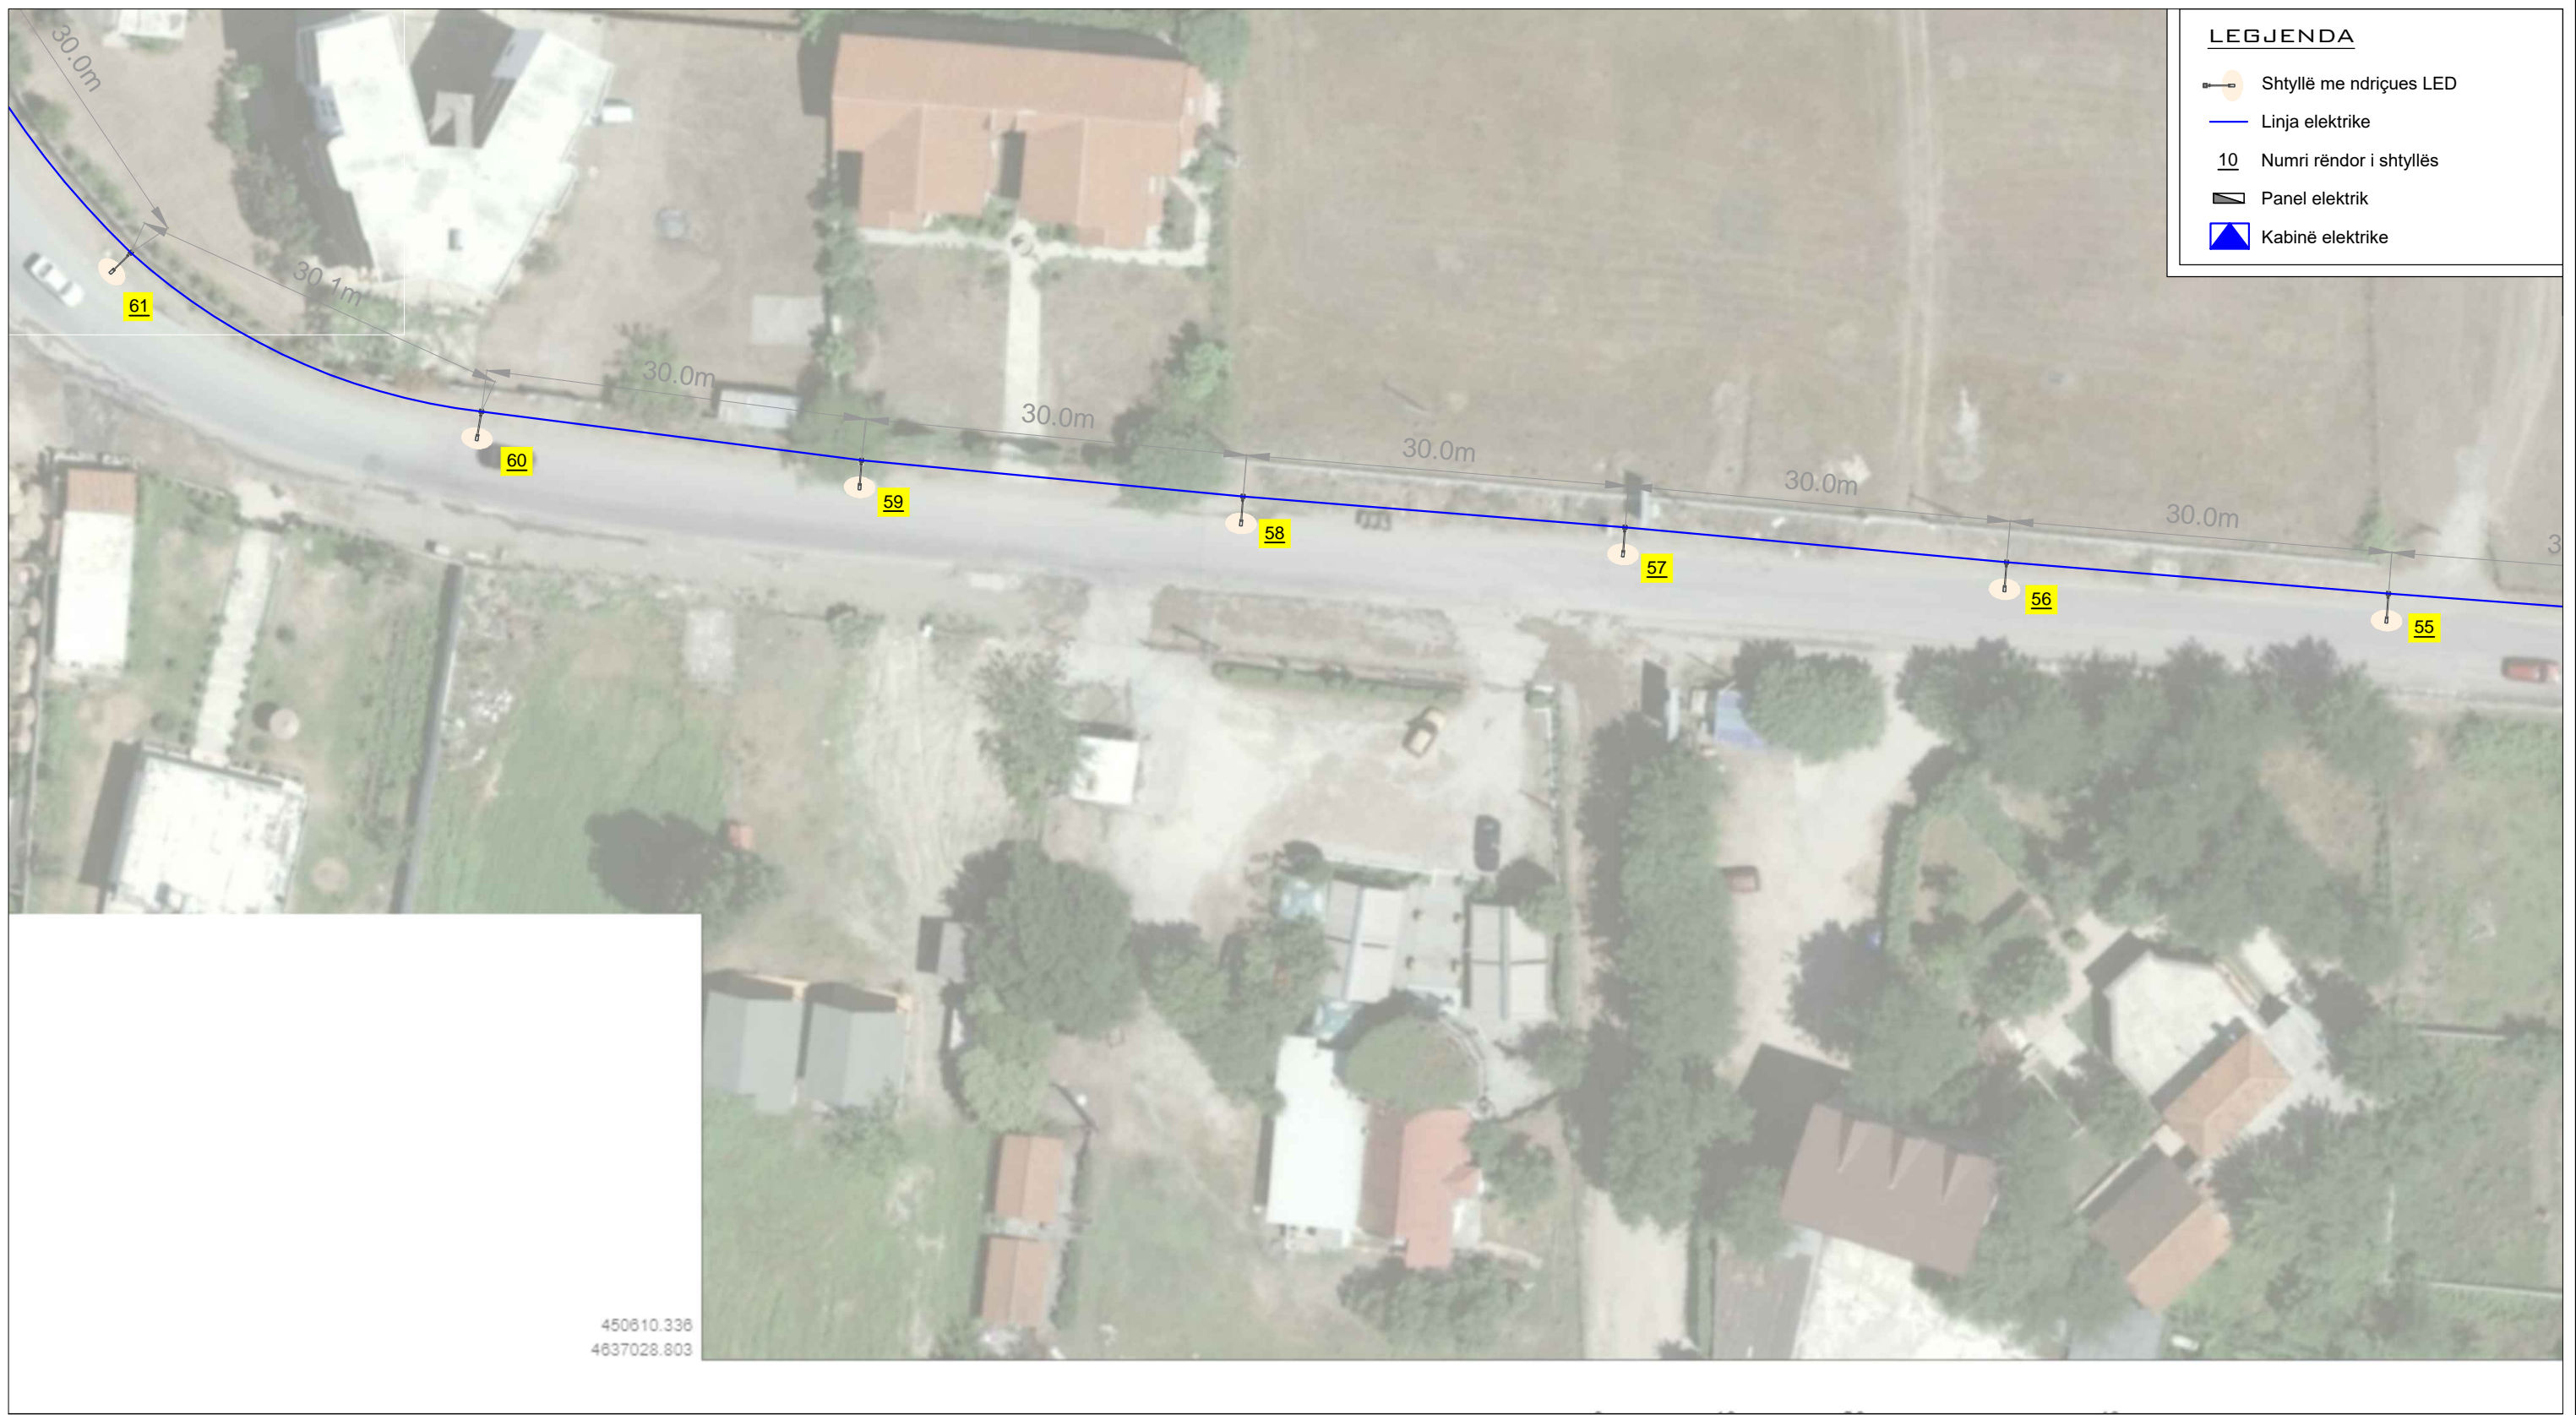 LEGJENDA
Shtyllë me ndriçues LED
Linja elektrike
10 Numri rëndor i shtyllës
Panel elektrik
Kabinë elektrike
30.0m
30.1m
30.0m
30.0m
30.0m
30.0m
30.0m
61
60
59
58
57
56
55
450610.336
4637028.803